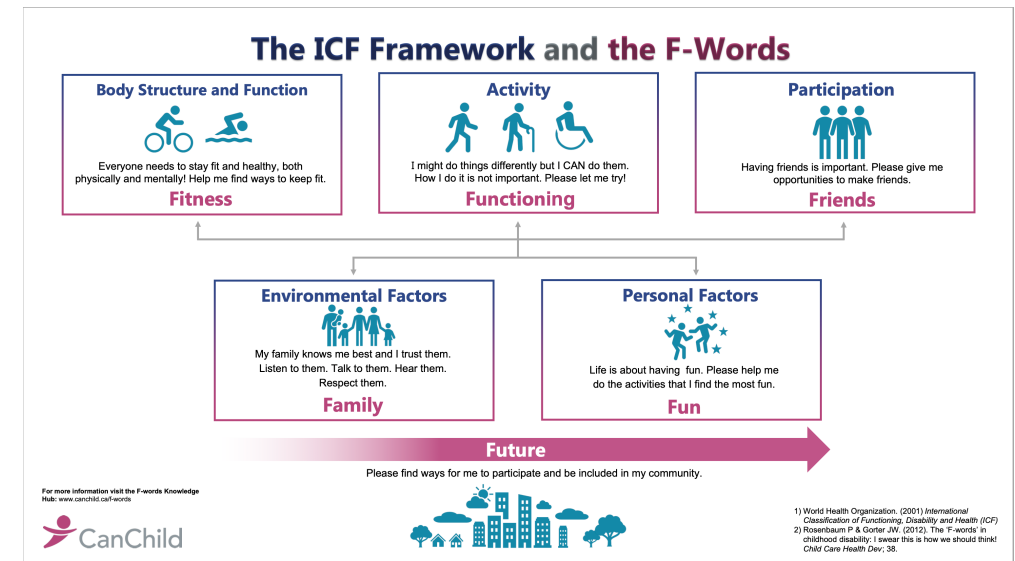 The ICF Framework and the F-Words
Body Structure and Function
Everyone needs to stay fit and healthy, both
physically and mentally! Help me find ways to keep fit.
Fitness
Activity
I might do things differently but I CAN do them.
How I do it is not important. Please let me try!
Functioning
Participation
Having friends is important. Please give me
opportunities to make friends.
Friends
Environmental Factors
My family knows me best and I trust them.
Listen to them. Talk to them. Hear them.
Respect them.
Family
Personal Factors
Life is about having  fun. Please help me
do the activities that I find the most fun.
Fun
Future
Please find ways for me to participate and be included in my community.
For more information visit the F-words Knowledge
Hub: www.canchild.ca/f-words
CanChild
1) World Health Organization. (2001) International
Classification of Functioning, Disability and Health (ICF)
2) Rosenbaum P & Gorter JW. (2012). The 'F-words' in
childhood disability: I swear this is how we should think!
Child Care Health Dev; 38.